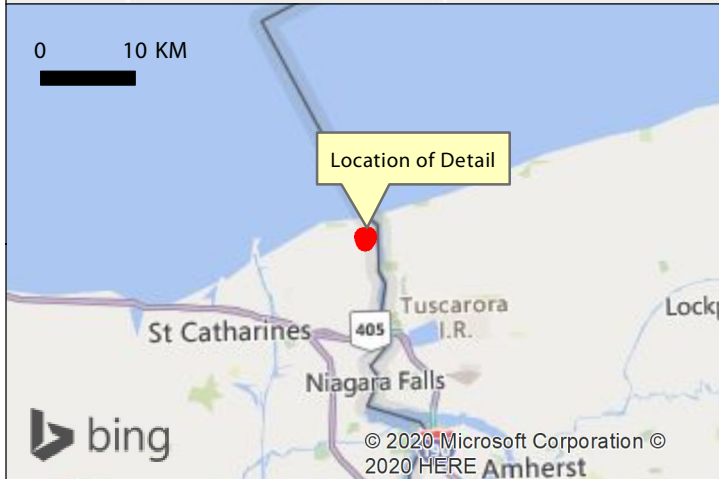 0 10 KM
Location of Detail
Tuscarora
I.R.
Lockp
St Catharines
405
Niagara Falls
bing
© 2020 Microsoft Corporation ©
2020 HERE
Amherst